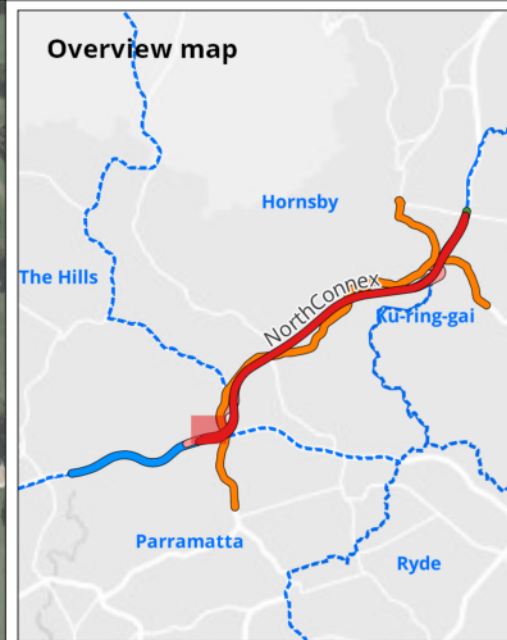 Overview map
Hornsby
The Hills
NorthConnex
Ku-ring-gai
Parramatta
Ryde